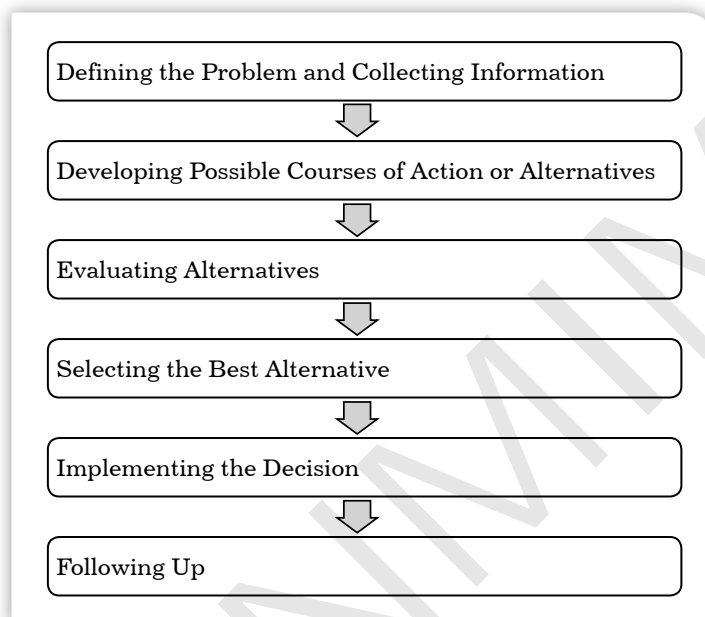 Defining the Problem and Collecting Information
Developing Possible Courses of Action or Alternatives
Evaluating Alternatives
Selecting the Best Alternative
Implementing the Decision
Following Up